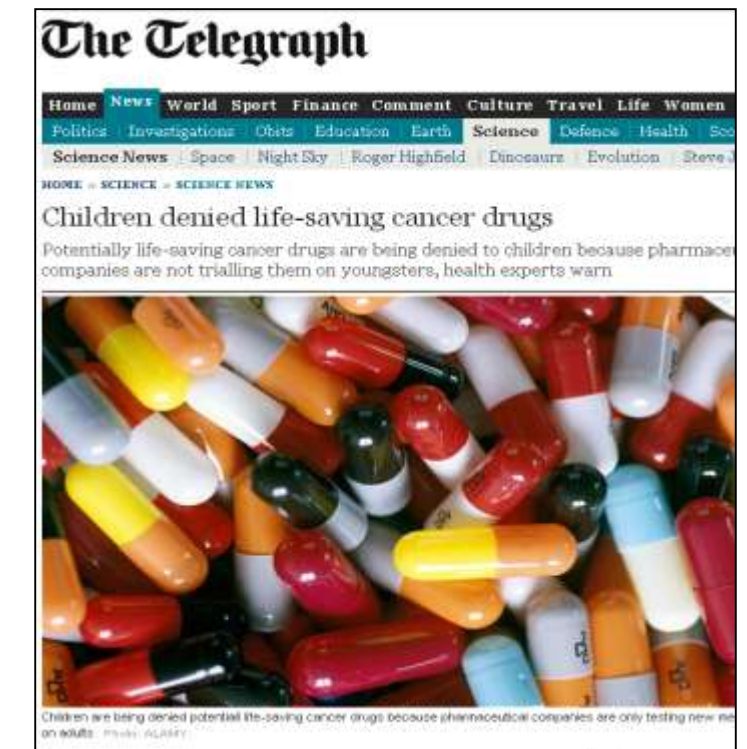 The Telegraph
Home News World Sport Finance Comment Culture Travel Life Women
Politics Investigations Obits Education Earth Science Defence Health
Science News Space Night Sky Roger Highfield Dinosaurs Evolution Steve
HOME » SCIENCE » SCIENCE NEWS
Children denied life-saving cancer drugs
Potentially life-saving cancer drugs are being denied to children because
companies are not trialling them on youngsters, health experts warn
Children are being denied potentiall life-saving cancer drugs because pharmaceutical companies are only testing new
on adults Photo: ALAMY